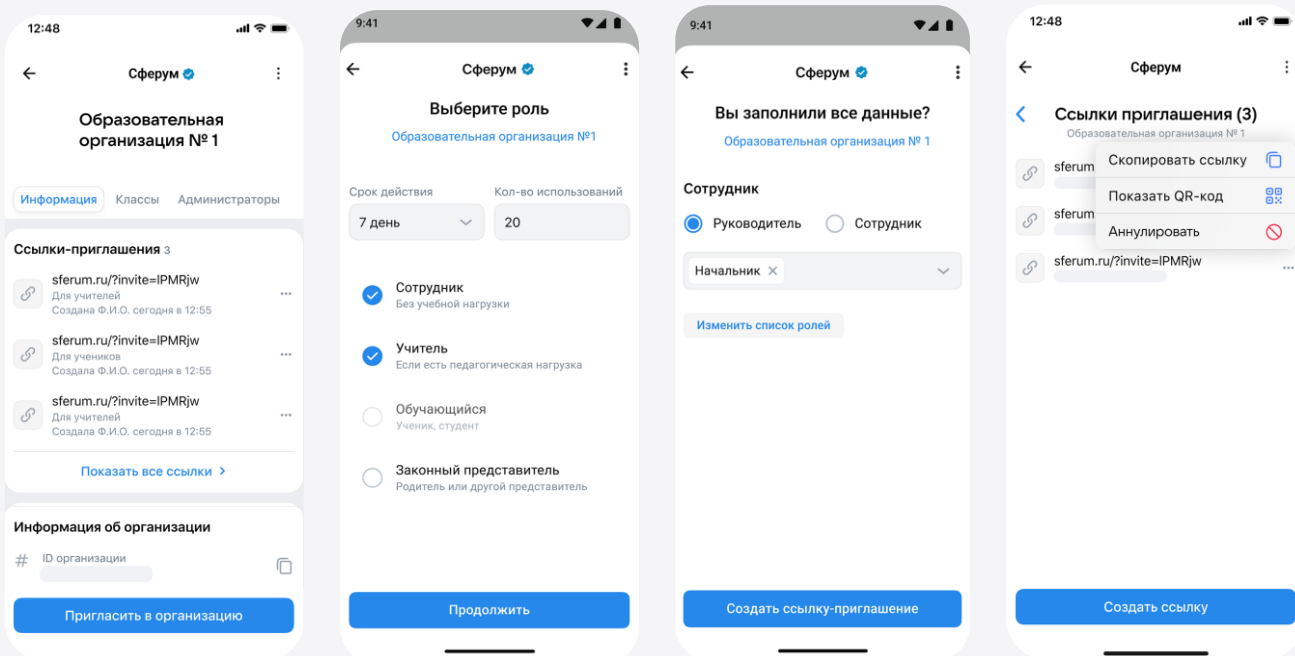 12:48
Сферум
Образовательная
организация № 1
Информация Классы Администраторы
Ссылки-приглашения 3
sferum.ru/?invite=IPMRjw
Для учителей
Создана Ф.И.О. сегодня в 12:55
sferum.ru/?invite=IPMRjw
Для учеников
Создала Ф.И.О. сегодня в 12:55
sferum.ru/?invite=IPMRjw
Для учителей
Создала Ф.И.О. сегодня в 12:55
Показать все ссылки
Информация об организации
# ID организации
Пригласить в организацию
9:41
Сферум
Выберите роль
Образовательная организация №1
Срок действия Кол-во использований
7 день 20
Сотрудник
Без учебной нагрузки
Учитель
Если есть педагогическая нагрузка
Обучающийся
Ученик, студент
Законный представитель
Родитель или другой представитель
Продолжить
9:41
Сферум
Вы заполнили все данные?
Образовательная организация № 1
Сотрудник
Руководитель Сотрудник
Начальник
Изменить список ролей
Создать ссылку-приглашение
12:48
Сферум
Ссылки приглашения (3)
Образовательная организация № 1
sferum
Скопировать ссылку
Показать QR-код
sferum
Аннулировать
sferum.ru/?invite=IPMRjw
Создать ссылку